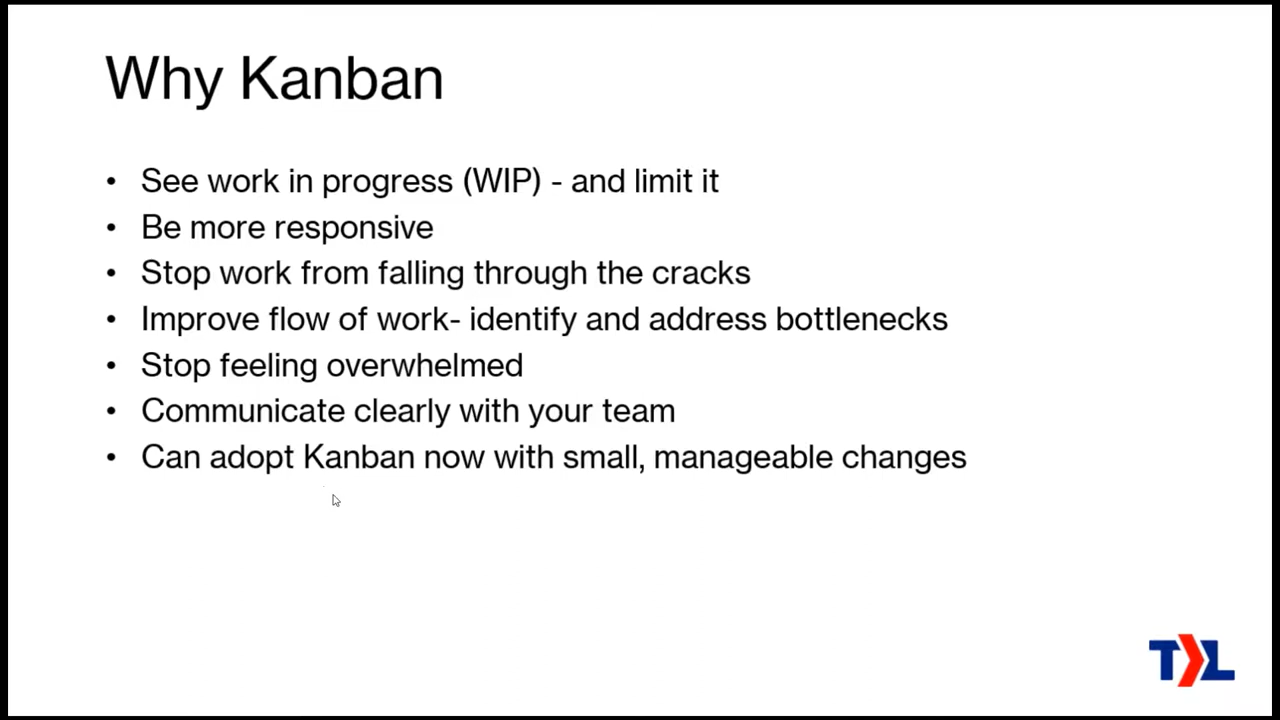 Why Kanban
• See work in progress (WIP) - and limit it
• Be more responsive
• Stop work from falling through the cracks
• Improve flow of work- identify and address bottlenecks
• Stop feeling overwhelmed
• Communicate clearly with your team
• Can adopt Kanban now with small, manageable changes
TL